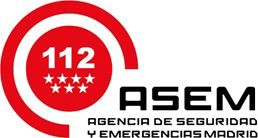 112
ASEM
AGENCIA DE SEGURIDAD
Y EMERGENCIAS MADRID